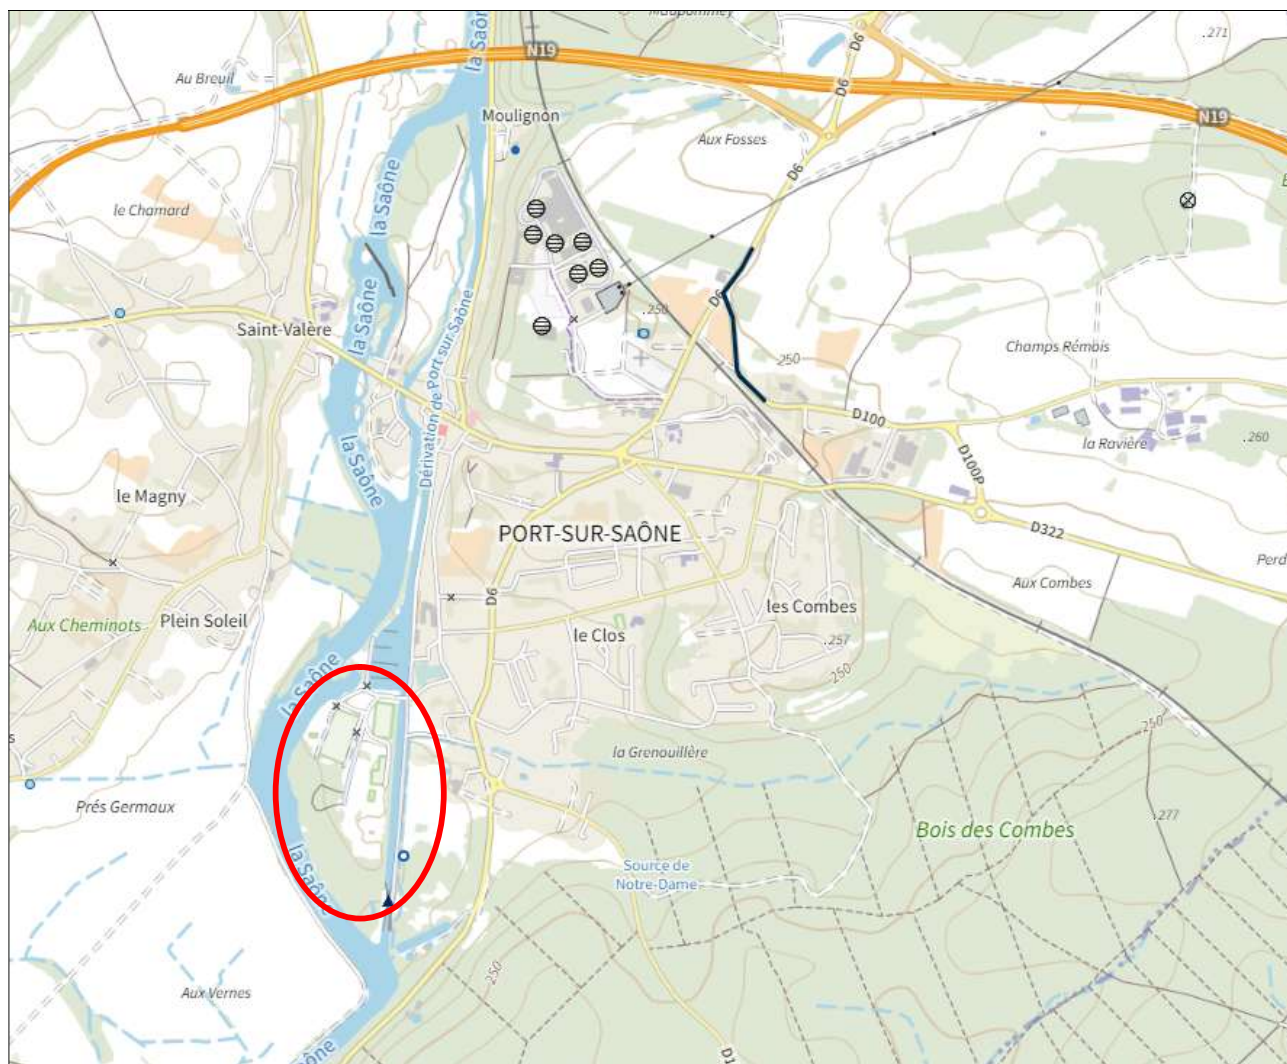 Maupommey
la Saône
N19
D6
.271
Au Breuil
Moulignon
Aux Fosses
D6
N19
la Saône
le Chamard
D6
la Saône
Saint-Valère
Dérivation de Port sur Saône
.250
D6
250
Champs Rémois
D100
la Ravière
.260
la Saône
D100P
le Magny
PORT-SUR-SAÔNE
D322
Perd
Aux Combes
D6
les Combes
Aux Cheminots
Plein Soleil
le Clos
.257
250
la Saône
s
la Grenouillère
250
Prés Germaux
.277
Bois des Combes
la Saône
Source de
Notre-Dame
250
Aux Vernes
D1